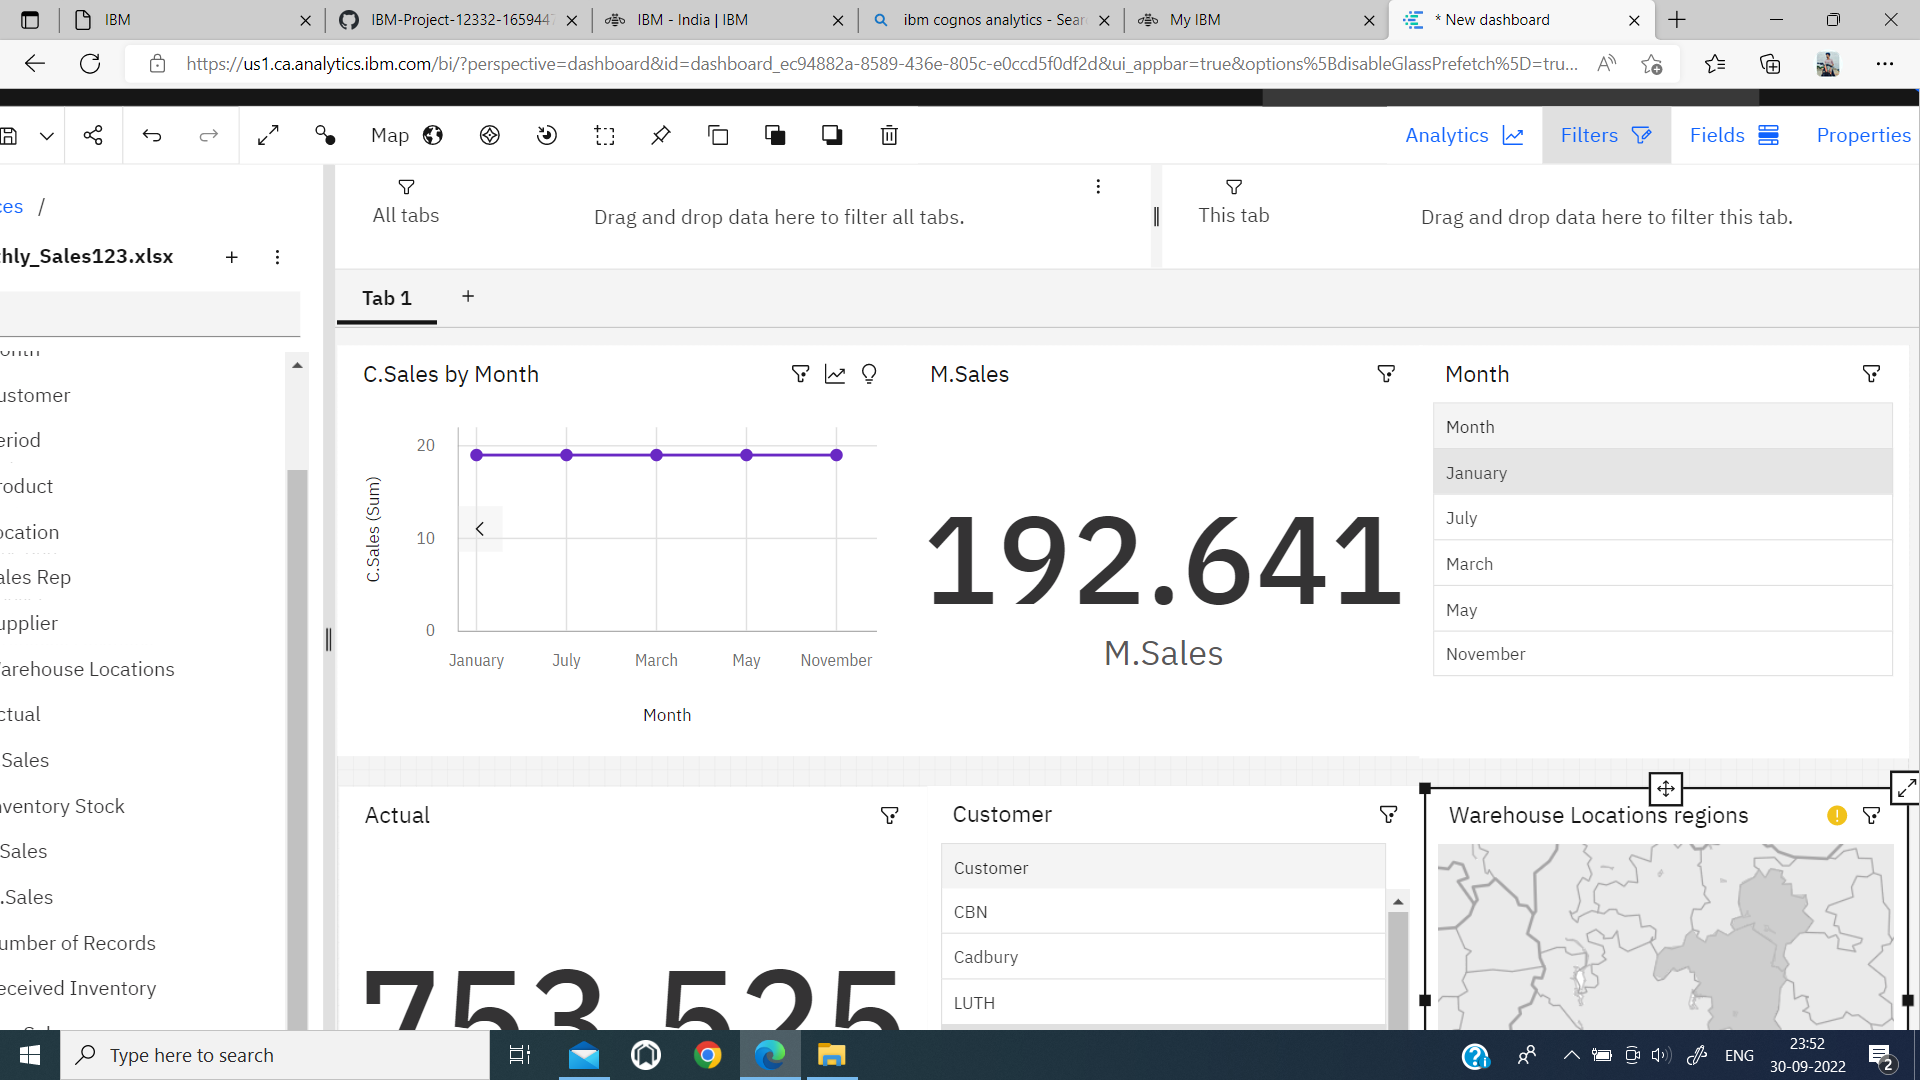 IBM
IBM-Project-12332-1659447
IBM - India | IBM
ibm cognos analytics - Sear
My IBM
* New dashboard
https://us1.ca.analytics.ibm.com/bi/?perspective=dashboard&id=dashboard_ec94882a-8589-436e-805c-e0ccd5f0df2d&ui_appbar=true&options%5BdisableGlassPrefetch%5D=tru...
Map
Analytics
Filters
Fields
Properties
ces /
All tabs
Drag and drop data here to filter all tabs.
This tab
Drag and drop data here to filter this tab.
thly_Sales123.xlsx
Tab 1
onth
ustomer
eriod
roduct
ocation
ales Rep
upplier
arehouse Locations
ctual
Sales
nventory Stock
Sales
.Sales
umber of Records
eceived Inventory
C.Sales by Month
20
10
0
C.Sales (Sum)
January
July
March
May
November
Month
M.Sales
192.641
M.Sales
Month
Month
January
July
March
May
November
Actual
753.525
Customer
Customer
CBN
Cadbury
LUTH
Warehouse Locations regions
Type here to search
ENG
23:52
30-09-2022
2